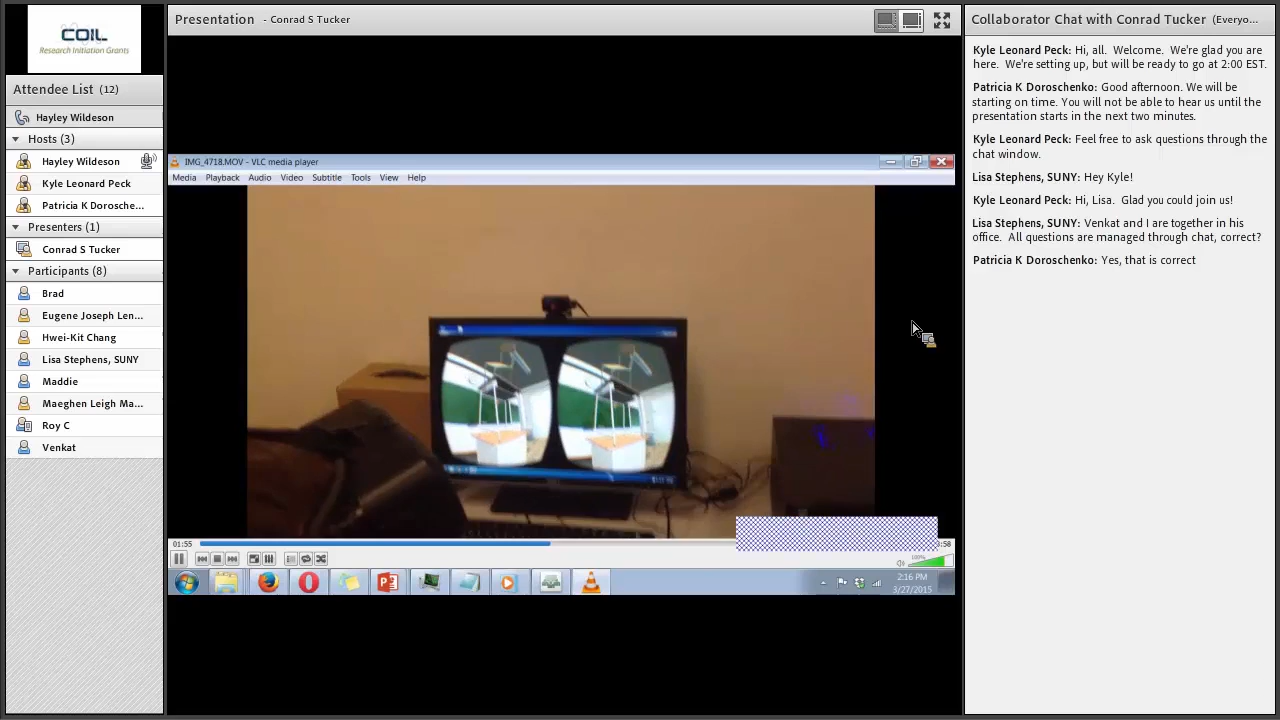 COIL
Research Initiation Grants
Attendee List (12)
Hayley Wildeson
Hosts (3)
Hayley Wildeson
Kyle Leonard Peck
Patricia K Dorosche...
Presenters (1)
Conrad S Tucker
Participants (8)
Brad
Eugene Joseph Len...
Hwei-Kit Chang
Lisa Stephens, SUNY
Maddie
Maeghen Leigh Ma...
Roy C
Venkat
Presentation - Conrad S Tucker
IMG_4718.MOV - VLC media player
Media Playback Audio Video Subtitle Tools View Help
01:55
:58
100%
2:16 PM
3/27/2015
Collaborator Chat with Conrad Tucker (Everyo...
Kyle Leonard Peck: Hi, all. Welcome. We're glad you are
here. We're setting up, but will be ready to go at 2:00 EST.
Patricia K Doroschenko: Good afternoon. We will be
starting on time. You will not be able to hear us until the
presentation starts in the next two minutes.
Kyle Leonard Peck: Feel free to ask questions through the
chat window.
Lisa Stephens, SUNY: Hey Kyle!
Kyle Leonard Peck: Hi, Lisa. Glad you could join us!
Lisa Stephens, SUNY: Venkat and I are together in his
office. All questions are managed through chat, correct?
Patricia K Doroschenko: Yes, that is correct